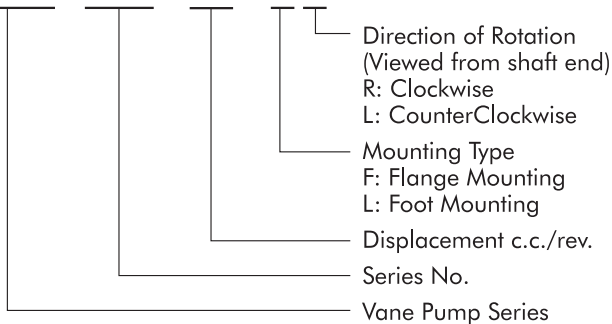 Direction of Rotation
(Viewed from shaft end)
R: Clockwise
L: CounterClockwise
Mounting Type
F: Flange Mounting
L: Foot Mounting
Displacement c.c./rev.
Series No.
Vane Pump Series